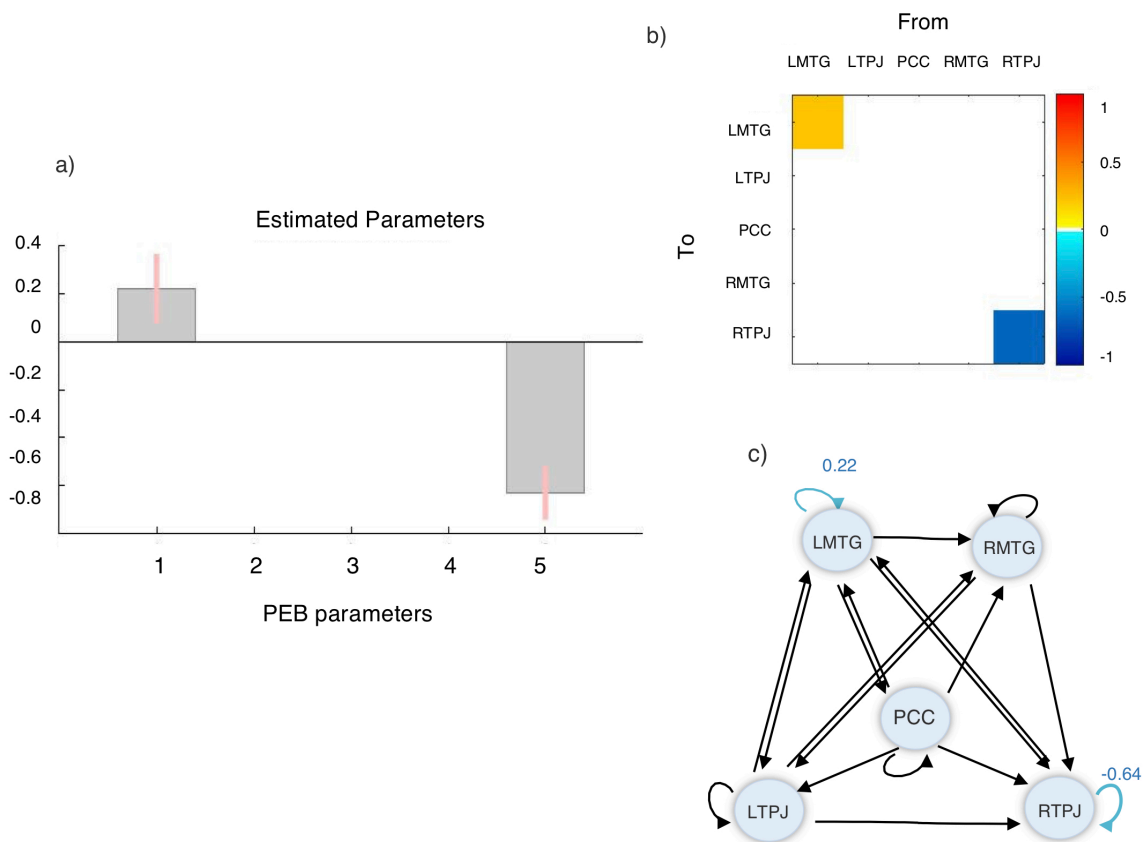 a)
Estimated Parameters
0.4
0.2
0
-0.2
-0.4
-0.6
-0.8
1 2 3 4 5
PEB parameters
b)
From
LMTG LTPJ PCC RMTG RTPJ
To
LMTG
LTPJ
PCC
RMTG
RTPJ
1
0.5
0
-0.5
-1
c)
0.22
LMTG
RMTG
PCC
-0.64
LTPJ
RTPJ